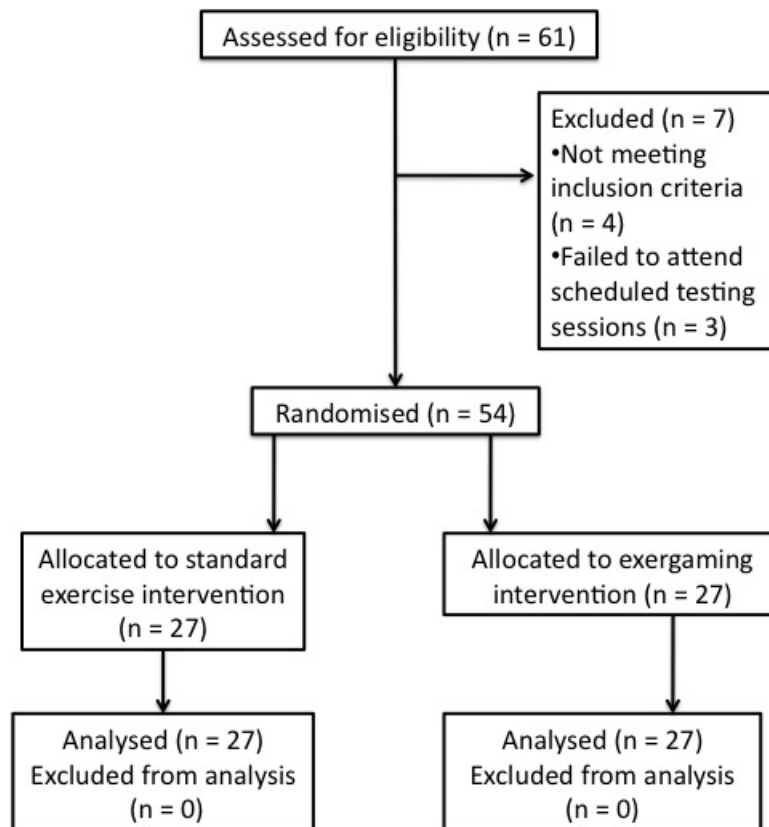 Assessed for eligibility (n = 61)
Excluded (n = 7)
•Not meeting
inclusion criteria
(n = 4)
•Failed to attend
scheduled testing
sessions (n = 3)
Randomised (n = 54)
Allocated to standard
exercise intervention
(n = 27)
Allocated to exergaming
intervention (n = 27)
Analysed (n = 27)
Excluded from analysis
(n = 0)
Analysed (n = 27)
Excluded from analysis
(n = 0)